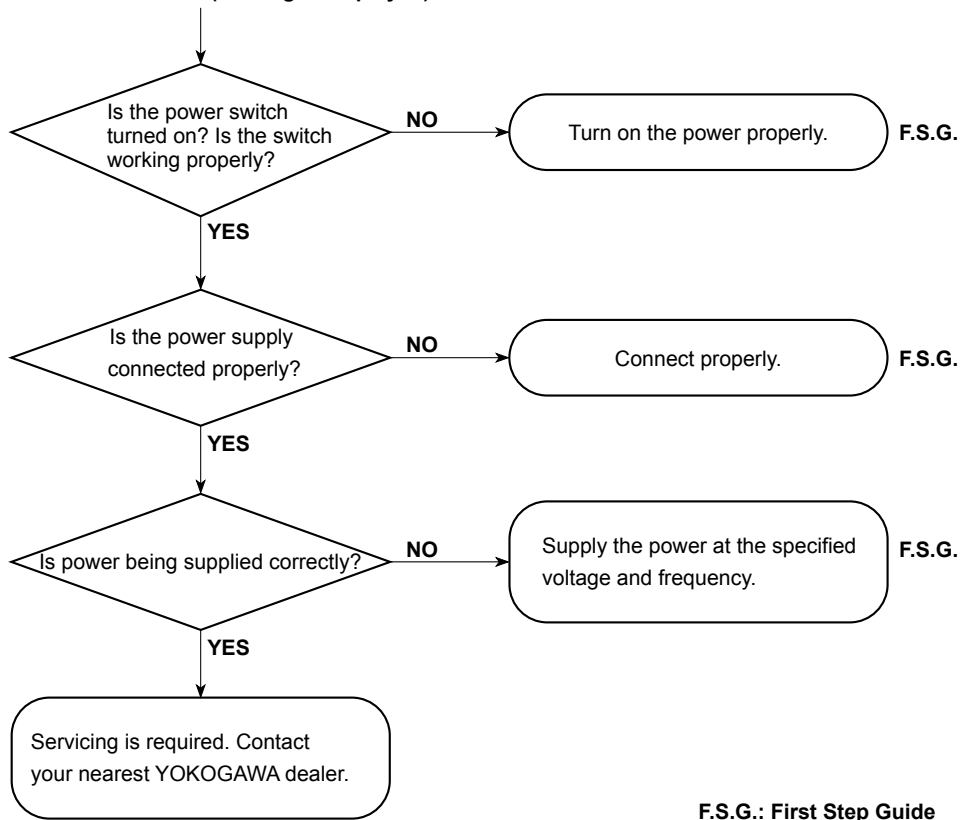 Is the power switch
turned on? Is the switch
working properly?
NO
Turn on the power properly.
F.S.G.
YES
Is the power supply
connected properly?
NO
Connect properly.
F.S.G.
YES
Is power being supplied correctly?
NO
Supply the power at the specified
voltage and frequency.
F.S.G.
YES
Servicing is required. Contact
your nearest YOKOGAWA dealer.
F.S.G.: First Step Guide